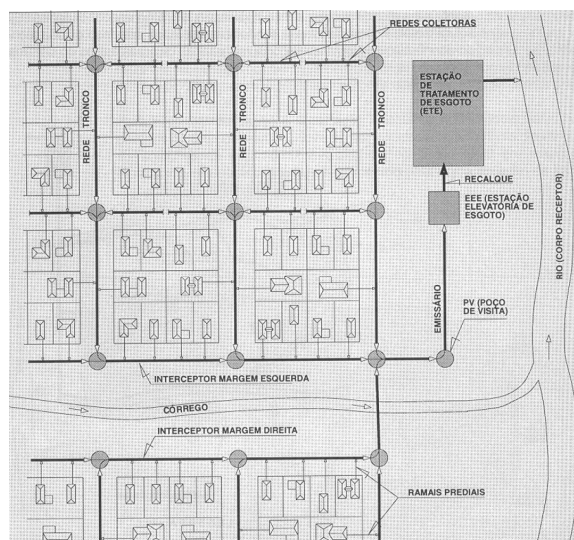 REDES COLETORAS
ESTAÇÃO
DE
TRATAMENTO
DE ESGOTO
(ETE)
REDE TRONCO
REDE TRONCO
REDE TRONCO
RECALQUE
EEE (ESTAÇÃO
ELEVATÓRIA DE
ESGOTO)
RIO (CORPO RECEPTOR)
EMISSÁRIO
PV (POÇO
DE VISITA)
INTERCEPTOR MARGEM ESQUERDA
CÓRREGO
INTERCEPTOR MARGEM DIREITA
RAMAIS PREDIAIS